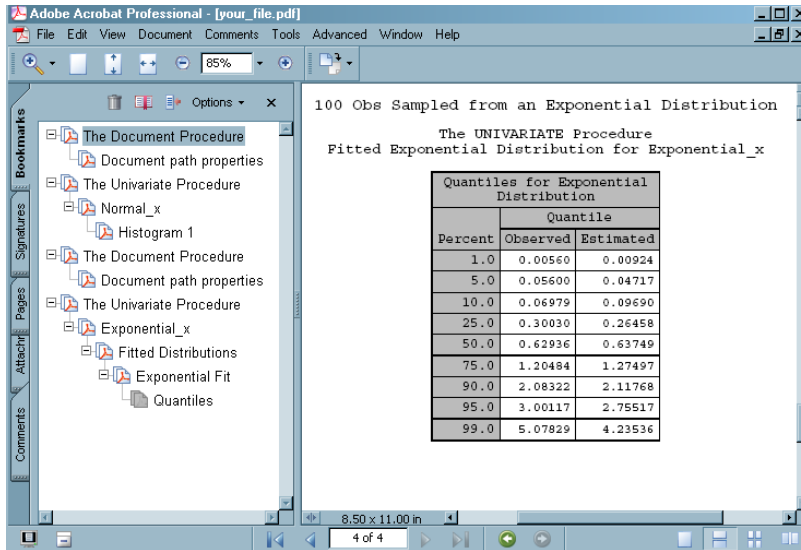 Adobe Acrobat Professional - [your_file.pdf]
File Edit View Document Comments Tools Advanced Window Help
85%
Bookmarks
Signatures
Pages
Attachr
Comments
Options
The Document Procedure
Document path properties
The Univariate Procedure
Normal_x
Histogram 1
The Document Procedure
Document path properties
The Univariate Procedure
Exponential_x
Fitted Distributions
Exponential Fit
Quantiles
100 Obs Sampled from an Exponential Distribution
The UNIVARIATE Procedure
Fitted Exponential Distribution for Exponential_x
Quantiles for Exponential
Distribution
Quantile
Percent Observed Estimated
1.0 0.00560 0.00924
5.0 0.05600 0.04717
10.0 0.06979 0.09690
25.0 0.30030 0.26458
50.0 0.62936 0.63749
75.0 1.20484 1.27497
90.0 2.08322 2.11768
95.0 3.00117 2.75517
99.0 5.07829 4.23536
8.50 x 11.00 in
4 of 4